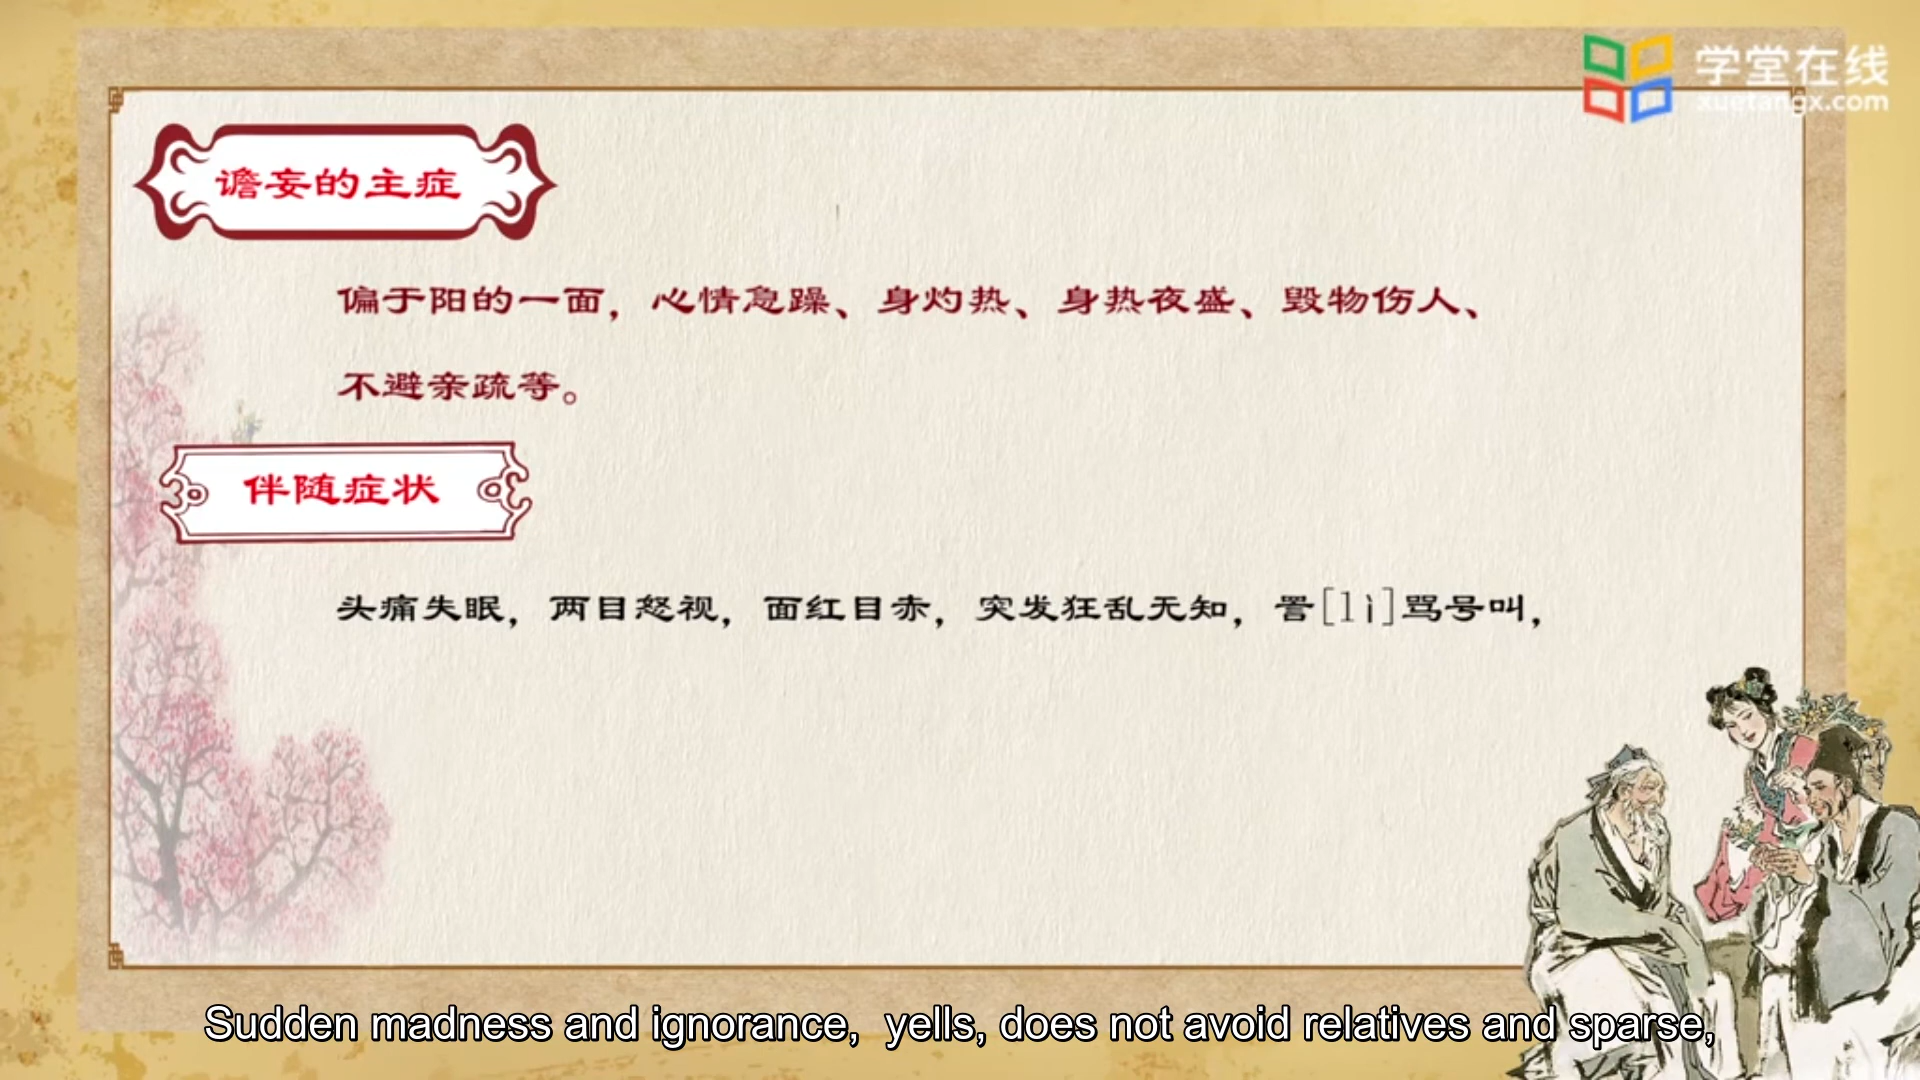 学堂在线
xuetangx.com
谵妄的主症
偏于阳的一面，心情急躁、身灼热、身热夜盛、毁物伤人、
不避亲疏等。
伴随症状
头痛失眠，两目怒视，面红目赤，突发狂乱无知，詈[lì]骂号叫，
Sudden madness and ignorance, yells, does not avoid relatives and sparse,